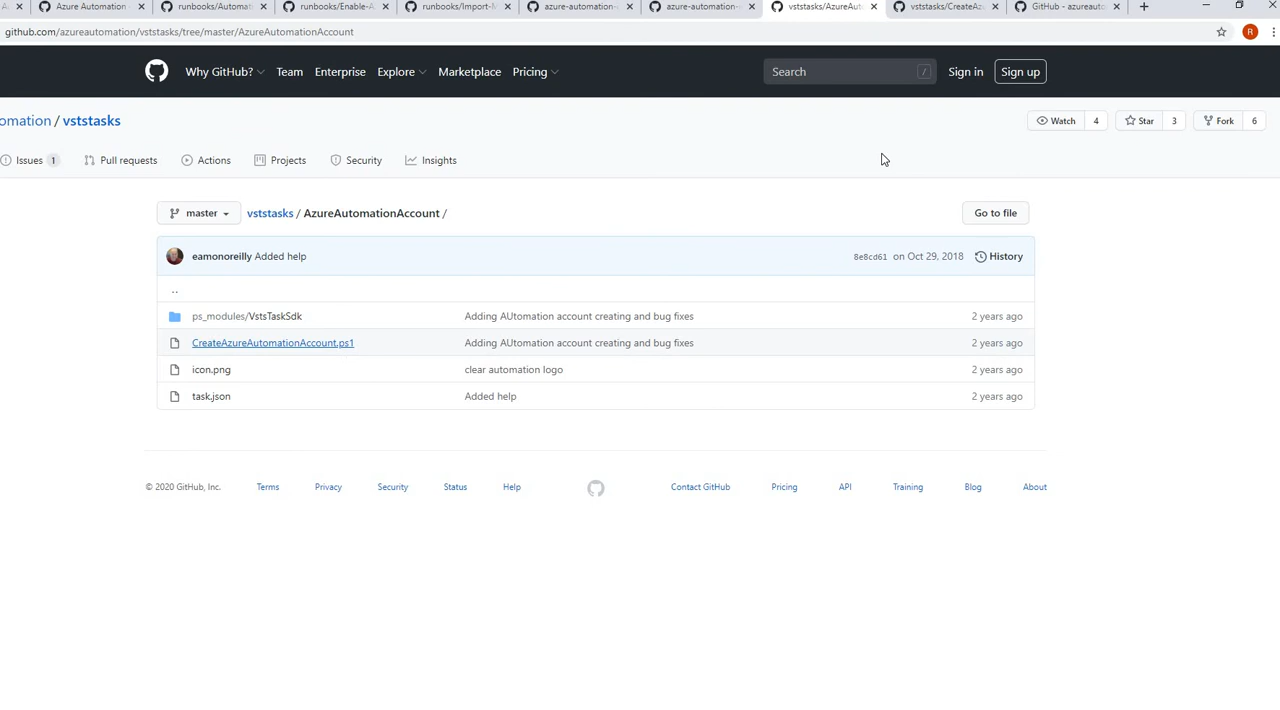 Azure Automation
runbooks/Automat
runbooks/Enable-A
runbooks/Import-M
azure-automation-
azure-automation-
vststasks/AzureAuto
vststasks/CreateAz
GitHub - azureauto
github.com/azureautomation/vststasks/tree/master/AzureAutomationAccount
R
Why GitHub? Team Enterprise Explore Marketplace Pricing
Search /
Sign in Sign up
omation / vststasks
Watch 4 Star 3 Fork 6
Issues 1 Pull requests Actions Projects Security Insights
master vststasks / AzureAutomationAccount / Go to file
eamonoreilly Added help 8e8cd61 on Oct 29, 2018 History
..
ps_modules/VstsTaskSdk Adding AUtomation account creating and bug fixes 2 years ago
CreateAzureAutomationAccount.ps1 Adding AUtomation account creating and bug fixes 2 years ago
icon.png clear automation logo 2 years ago
task.json Added help 2 years ago
© 2020 GitHub, Inc. Terms Privacy Security Status Help Contact GitHub Pricing API Training Blog About